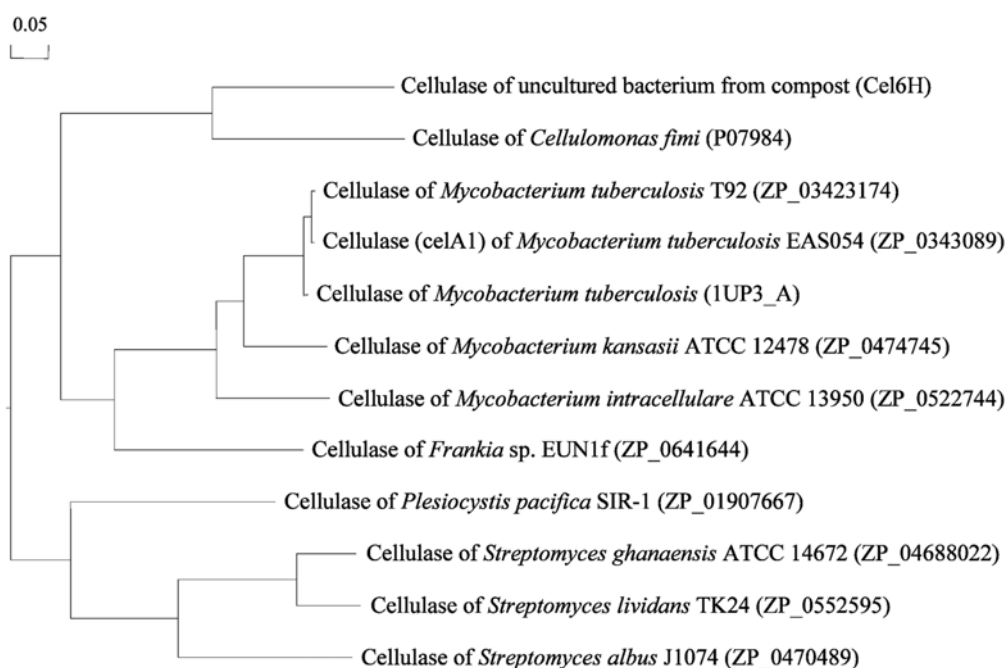 0.05
Cellulase of uncultured bacterium from compost (Cel6H)
Cellulase of Cellulomonas fimi (P07984)
Cellulase of Mycobacterium tuberculosis T92 (ZP_03423174)
Cellulase (celA1) of Mycobacterium tuberculosis EAS054 (ZP_0343089)
Cellulase of Mycobacterium tuberculosis (1UP3_A)
Cellulase of Mycobacterium kansasii ATCC 12478 (ZP_0474745)
Cellulase of Mycobacterium intracellulare ATCC 13950 (ZP_0522744)
Cellulase of Frankia sp. EUN1f (ZP_0641644)
Cellulase of Plesiocystis pacifica SIR-1 (ZP_01907667)
Cellulase of Streptomyces ghanaensis ATCC 14672 (ZP_04688022)
Cellulase of Streptomyces lividans TK24 (ZP_0552595)
Cellulase of Streptomyces albus J1074 (ZP_0470489)